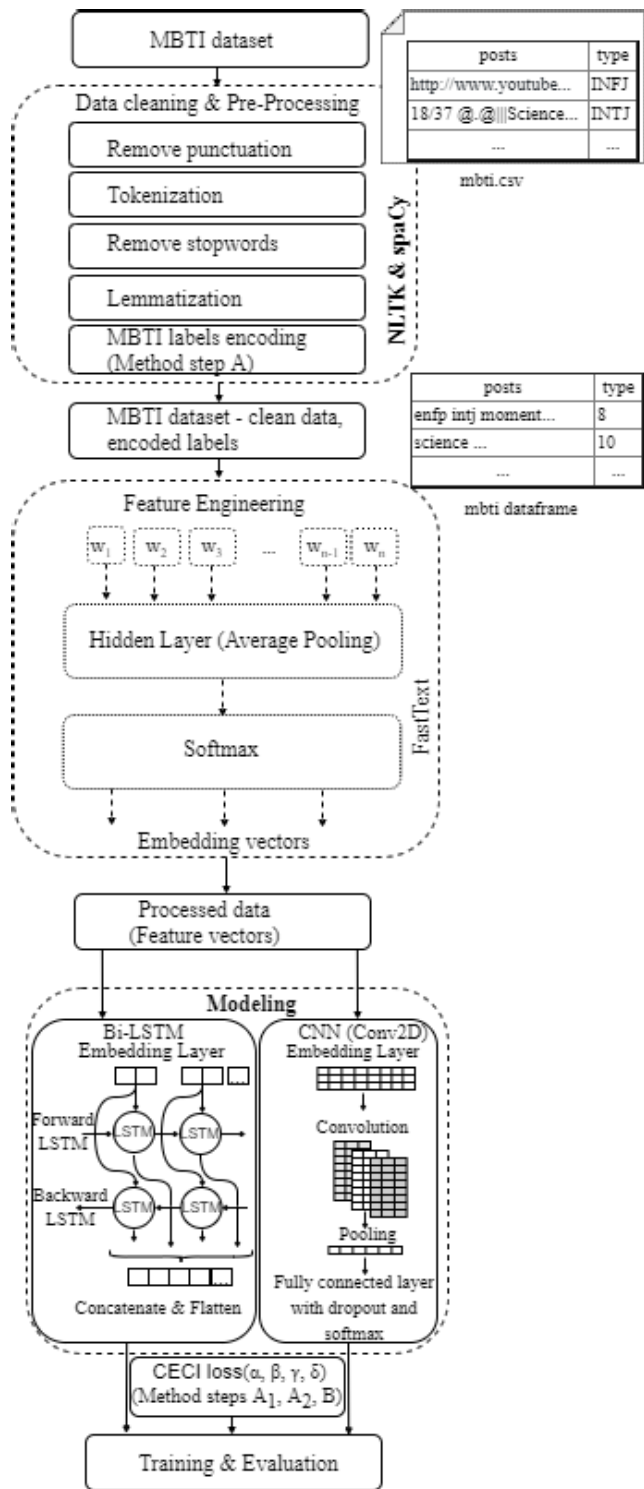 MBTI dataset
posts type
http://www.youtube... INFJ
18/37 @.@|||Science... INTJ
... ...
mbti.csv
Data cleaning & Pre-Processing
Remove punctuation
Tokenization
Remove stopwords
Lemmatization
MBTI labels encoding
(Method step A)
NLTK & spaCy
MBTI dataset - clean data,
encoded labels
posts type
enfp intj moment... 8
science ... 10
... ...
mbti dataframe
Feature Engineering
w1 w2 w3 ... wn-1 wn
Hidden Layer (Average Pooling)
Softmax
FastText
Embedding vectors
Processed data
(Feature vectors)
Modeling
Bi-LSTM
Embedding Layer
...
Forward
LSTM
LSTM LSTM
Backward
LSTM
LSTM LSTM
...
Concatenate & Flatten
CNN (Conv2D)
Embedding Layer
Convolution
Pooling
Fully connected layer
with dropout and
softmax
CECI loss(α, β, γ, δ)
(Method steps A1, A2, B)
Training & Evaluation